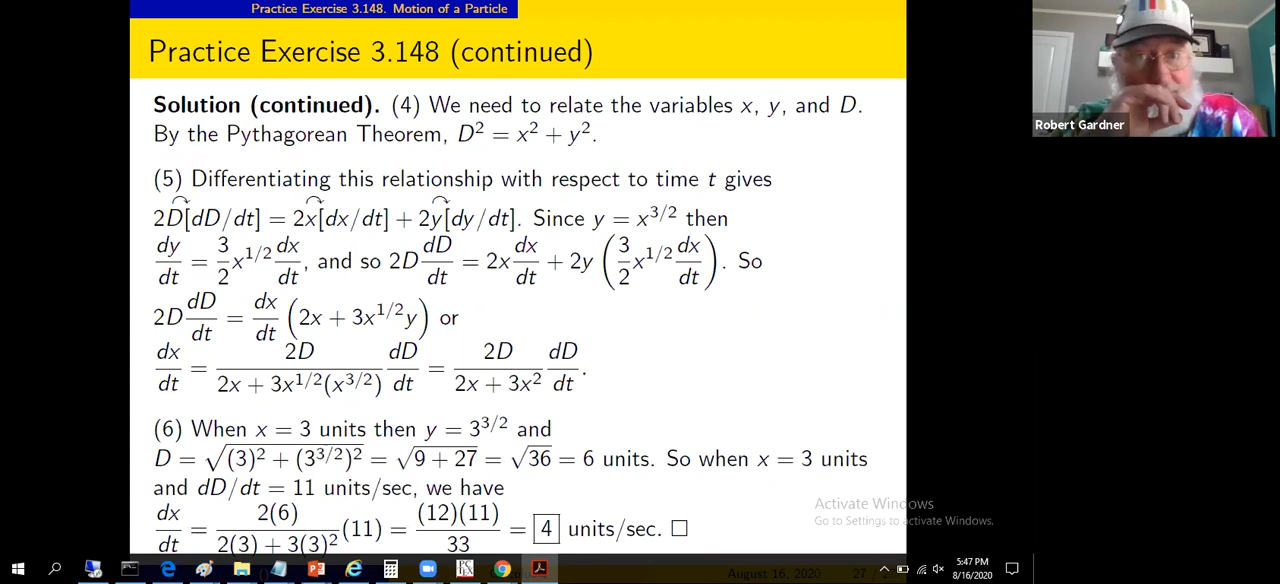 Practice Exercise 3.148. Motion of a Particle
Practice Exercise 3.148 (continued)
Solution (continued). (4) We need to relate the variables x, y, and D.
By the Pythagorean Theorem, D² = x² + y².
(5) Differentiating this relationship with respect to time t gives
2D[dD/dt] = 2x[dx/dt] + 2y[dy/dt]. Since y = x^{3/2} then
dy/dt = 3/2 x^{1/2} dx/dt, and so 2D dD/dt = 2x dx/dt + 2y (3/2 x^{1/2} dx/dt). So
2D dD/dt = dx/dt (2x + 3x^{1/2}y) or
dx/dt = 2D/(2x + 3x^{1/2}(x^{3/2})) dD/dt = 2D/(2x + 3x²) dD/dt.
(6) When x = 3 units then y = 3^{3/2} and
D = √((3)² + (3^{3/2})²) = √(9 + 27) = √36 = 6 units. So when x = 3 units
and dD/dt = 11 units/sec, we have
dx/dt = 2(6)/(2(3) + 3(3)²) (11) = (12)(11)/33 = 4 units/sec. □
Robert Gardner
Activate Windows
Go to Settings to activate Windows.
August 16, 2020 27
5:47 PM
8/16/2020